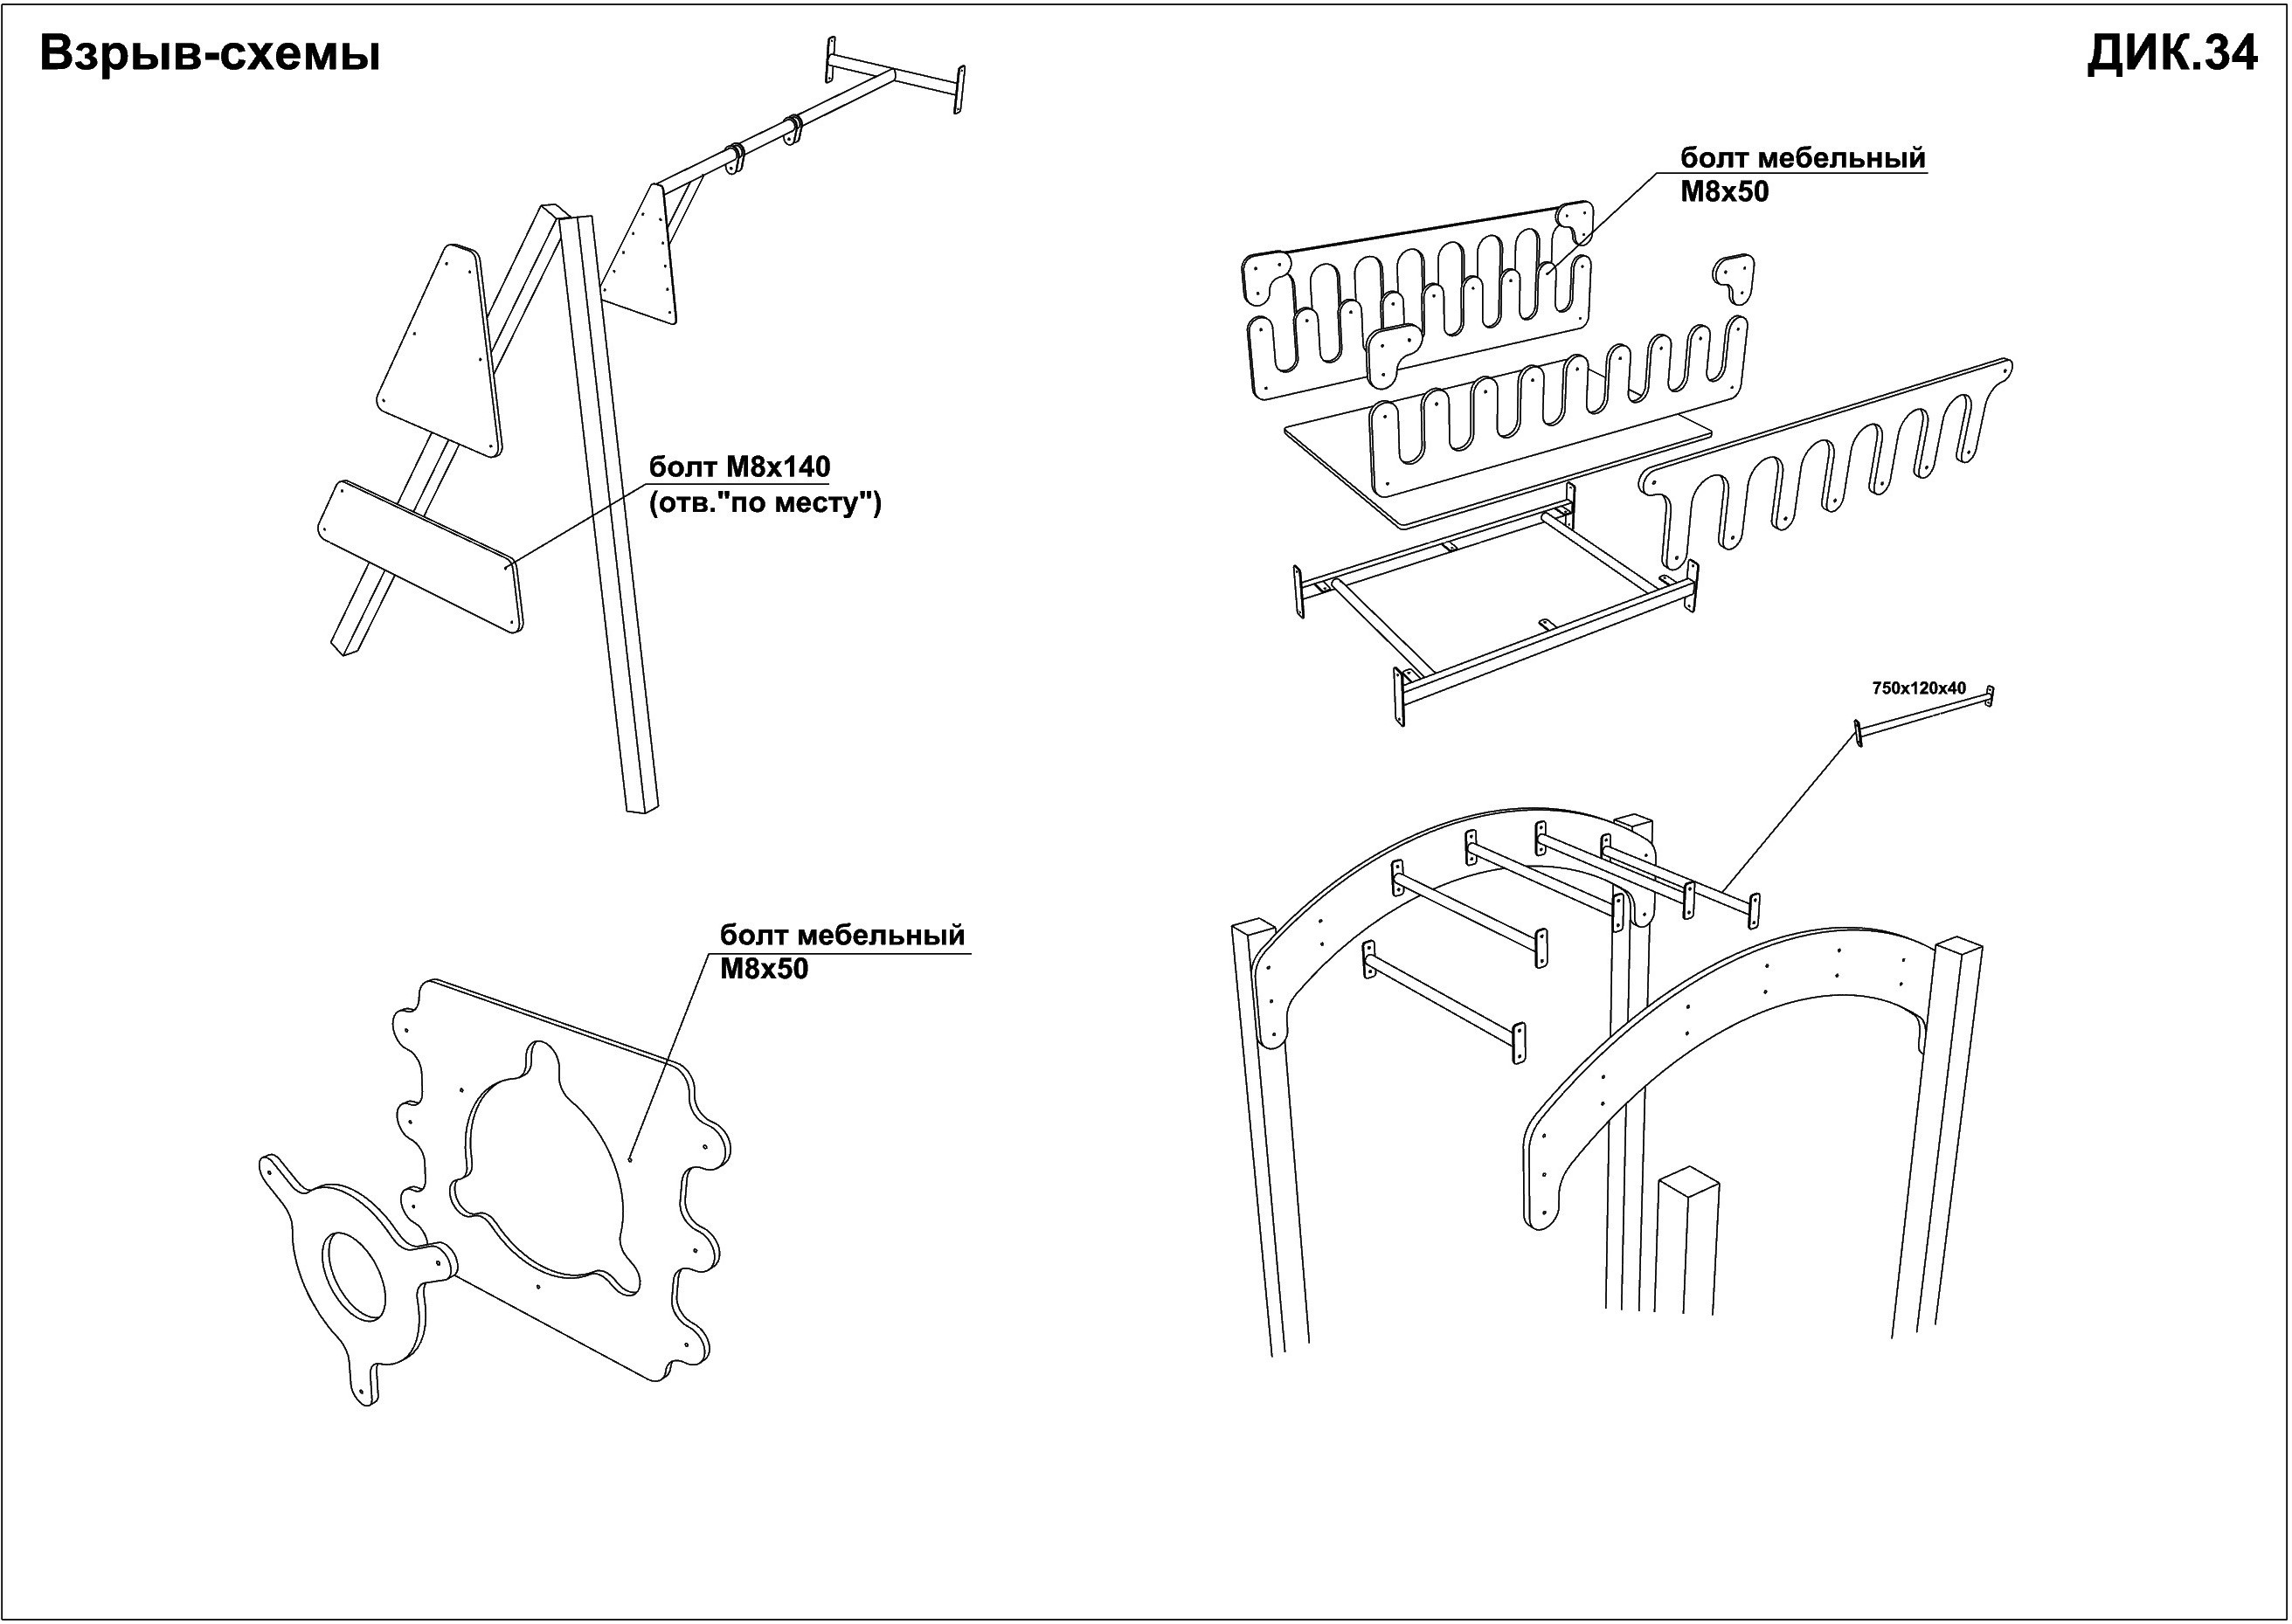 Взрыв-схемы
ДИК.34
болт мебельный
М8х50
болт М8х140
(отв."по месту")
750х120х40
болт мебельный
М8х50